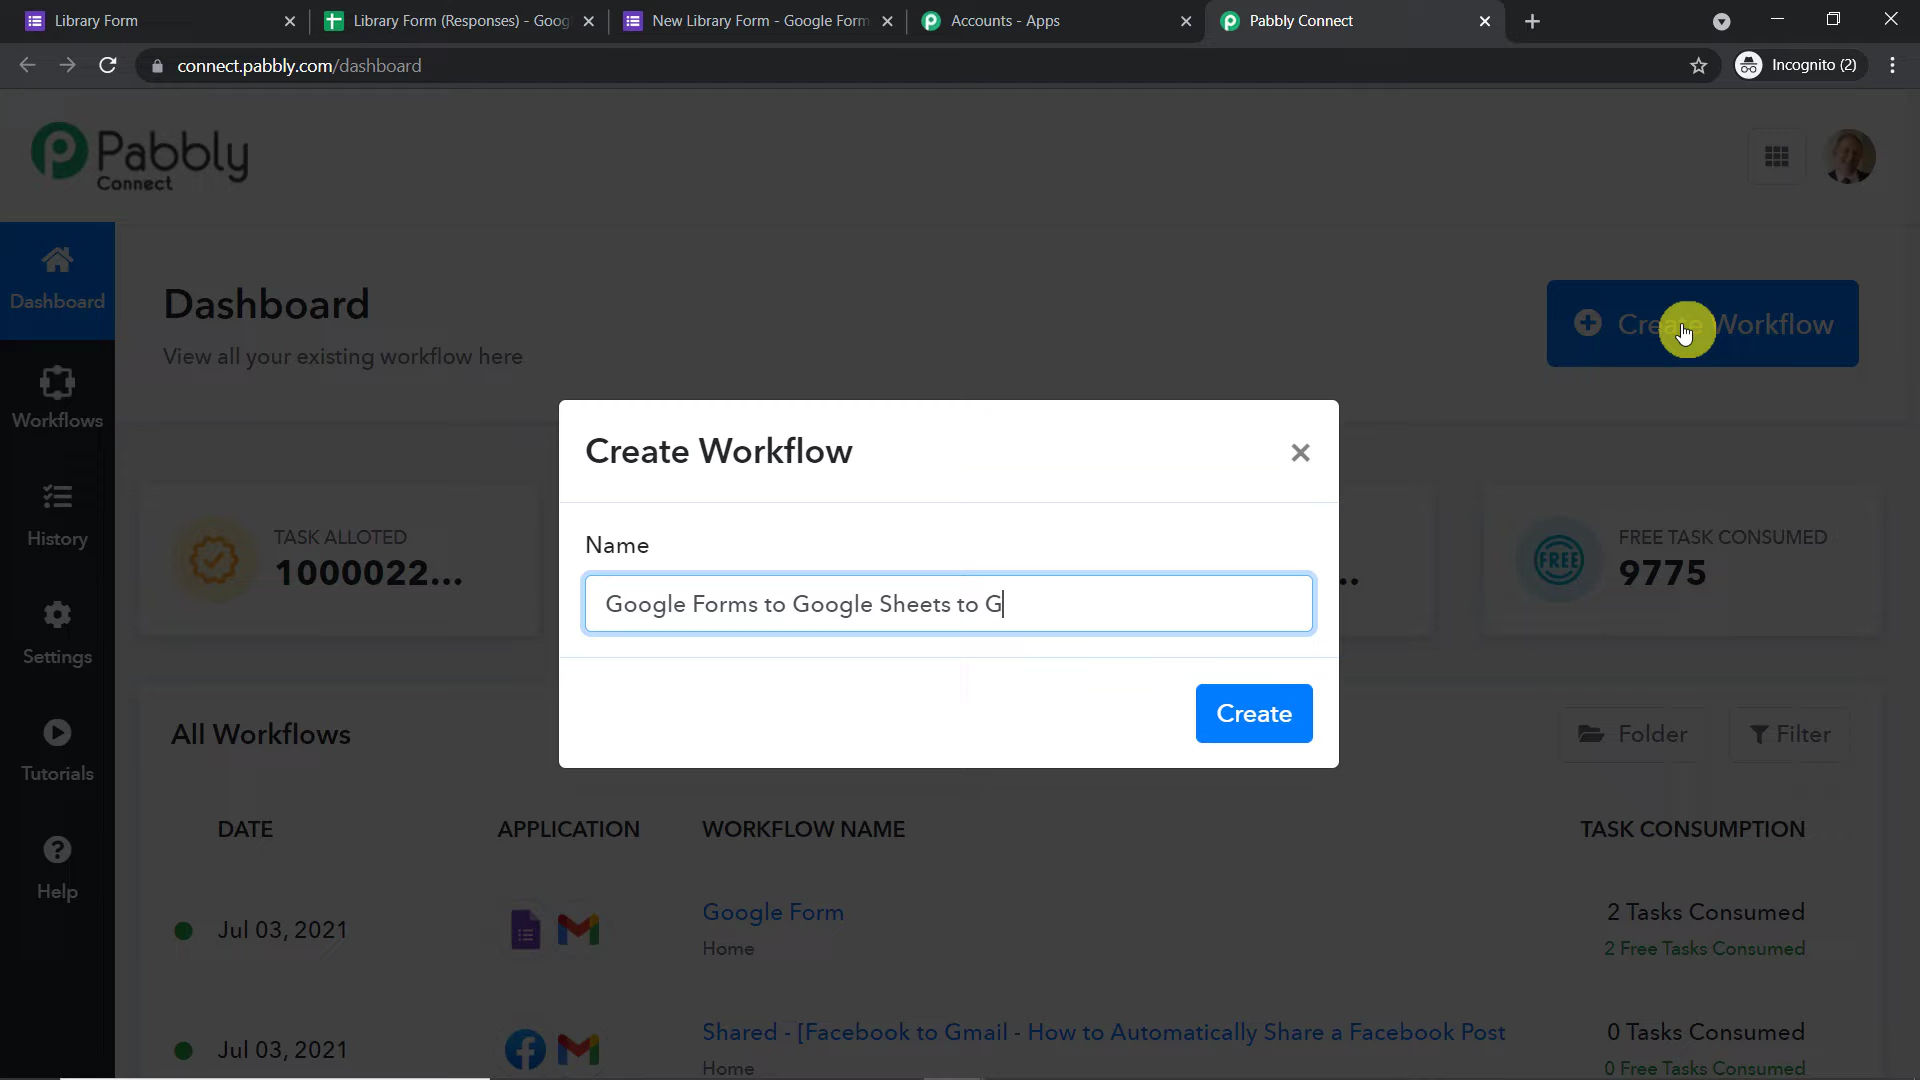 Library Form
Library Form (Responses) - Goog
New Library Form - Google Form
Accounts - Apps
Pabbly Connect
connect.pabbly.com/dashboard
Incognito (2)
Pabbly
Connect
Dashboard
Workflows
History
Settings
Tutorials
Help
Dashboard
View all your existing workflow here
Create Workflow
TASK ALLOTED
1000022...
..
FREE
FREE TASK CONSUMED
9775
Create Workflow
Name
Google Forms to Google Sheets to G
Create
All Workflows
Folder
Filter
DATE APPLICATION WORKFLOW NAME TASK CONSUMPTION
Jul 03, 2021 Google Form 2 Tasks Consumed
Home 2 Free Tasks Consumed
Jul 03, 2021 Shared - [Facebook to Gmail - How to Automatically Share a Facebook Post 0 Tasks Consumed
Home 0 Free Tasks Consumed